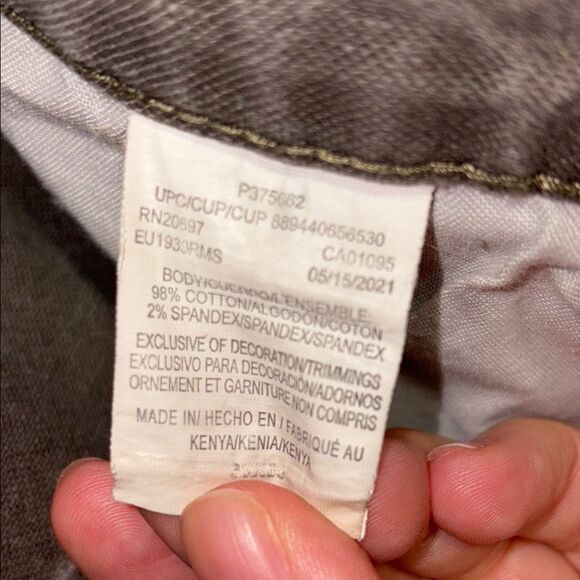 P375662
UPC/CUP/CUP 889440656530
RN20697 CA01095
EU1930RMS 05/15/2021
BODY/CUERPO/L'ENSEMBLE:
98% COTTON/ALGODON/COTON
2% SPANDEX/SPANDEX/SPANDEX
EXCLUSIVE OF DECORATION/TRIMMINGS
EXCLUSIVO PARA DECORACIÓN/ADORNOS
ORNEMENT ET GARNITURE NON COMPRIS
MADE IN/ HECHO EN / FABRIQUÉ AU
KENYA/KENIA/KENYA